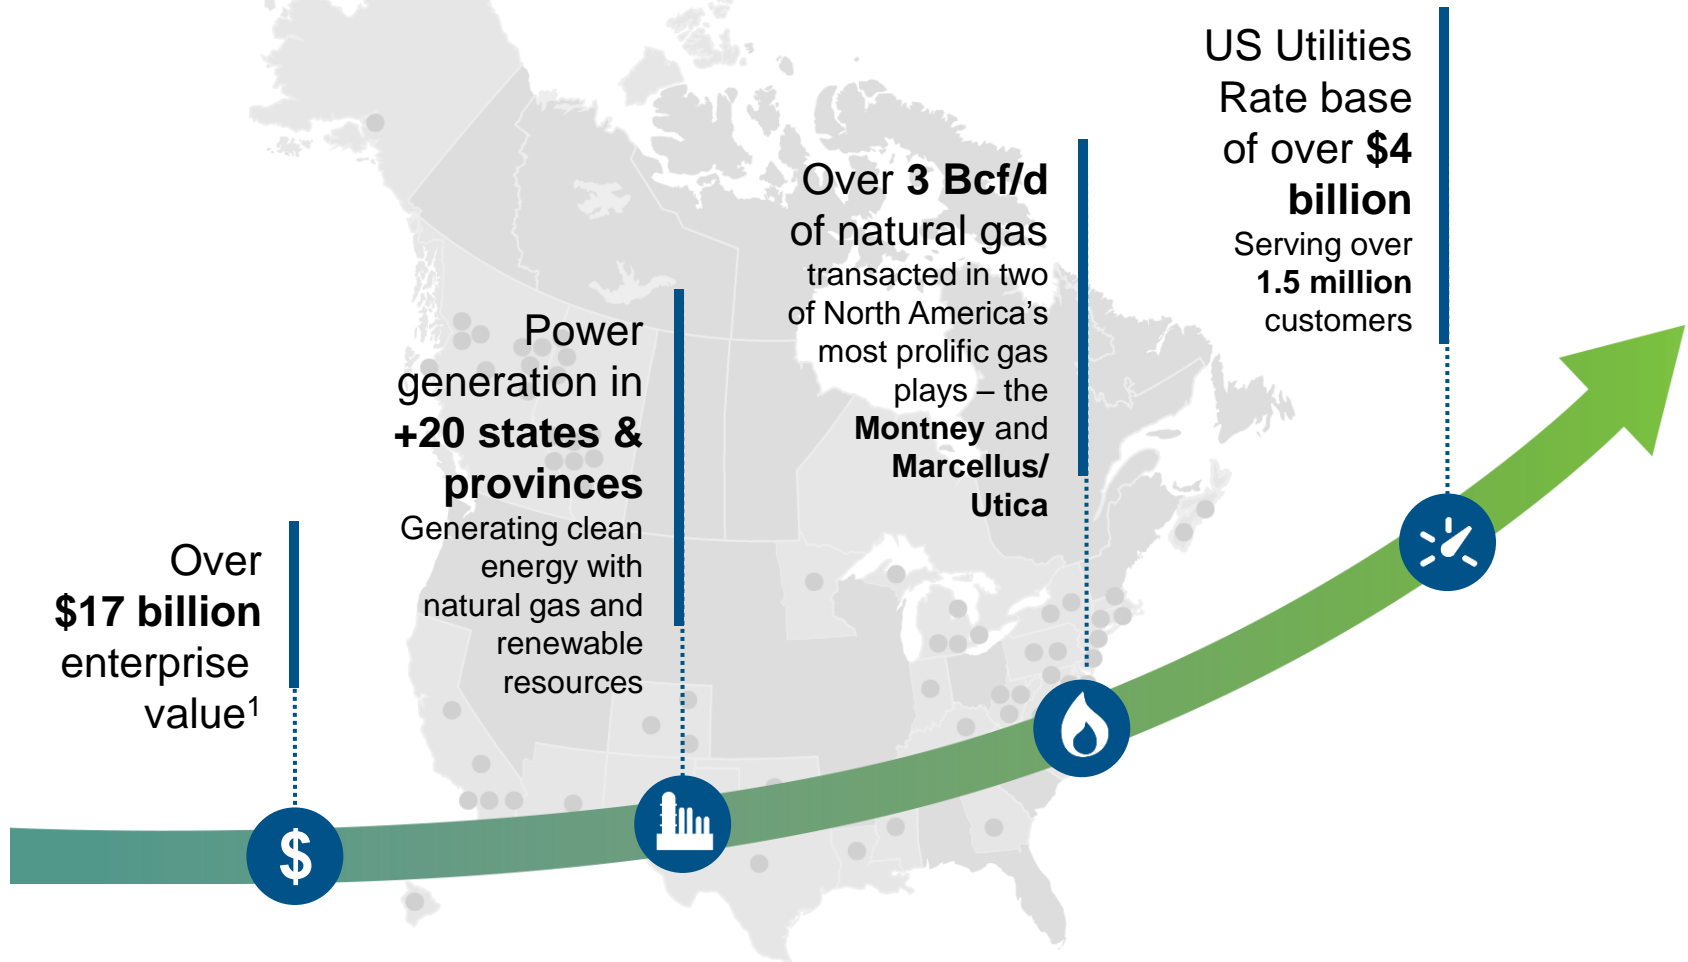 Over
$17 billion
enterprise
value¹
$
Power
generation in
+20 states &
provinces
Generating clean
energy with
natural gas and
renewable
resources
Over 3 Bcf/d
of natural gas
transacted in two
of North America’s
most prolific gas
plays – the
Montney and
Marcellus/
Utica
US Utilities
Rate base
of over $4
billion
Serving over
1.5 million
customers